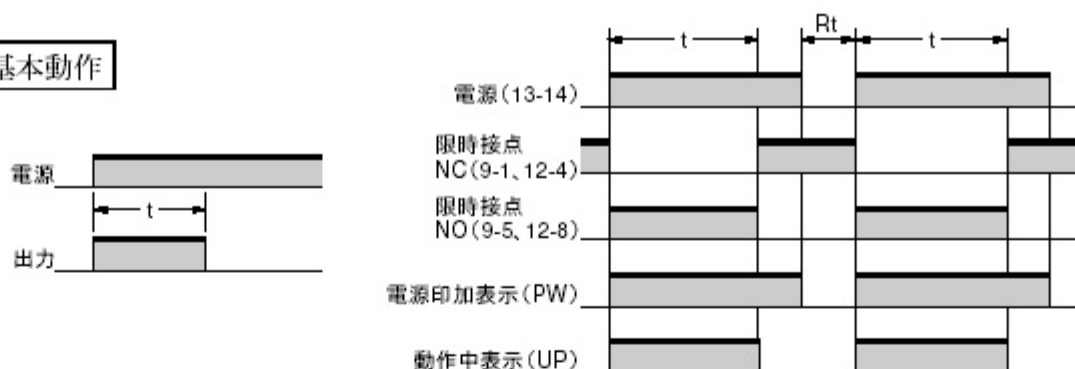 基本動作
電源
t
出力
t
Rt
t
電源(13-14)
限時接点
NC(9-1、12-4)
限時接点
NO(9-5、12-8)
電源印加表示(PW)
動作中表示(UP)